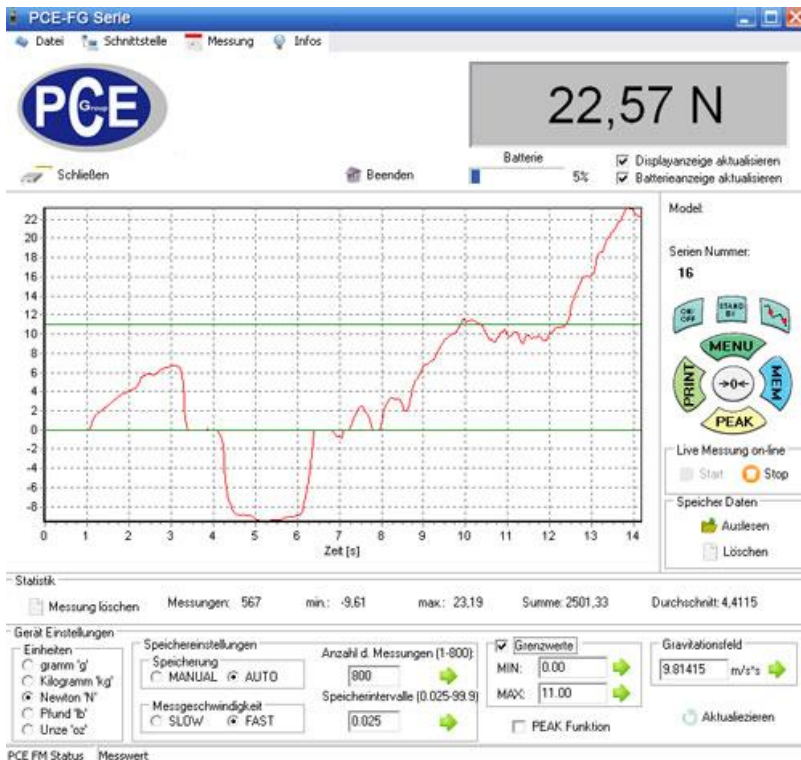 PCE-FG Serie
Datei Schnittstelle Messung Infos
PCE
Group
22,57 N
Schließen
Beenden
Batterie
5%
Displayanzeige aktualisieren
Batterieanzeige aktualisieren
22
20
18
16
14
12
10
8
6
4
2
0
-2
-4
-6
-8
0 1 2 3 4 5 6 7 8 9 10 11 12 13 14
Zeit [s]
Model:
Serien Nummer:
16
ON/
OFF
STAND
BY
MENU
PRINT
→0←
MEM
PEAK
Live Messung on-line
Start
Stop
Speicher Daten
Auslesen
Löschen
Statistik
Messung löschen Messungen: 567 min.: -9,61 max.: 23,19 Summe: 2501,33 Durchschnitt: 4,4115
Gerät Einstellungen
Einheiten
gramm 'g'
Kilogramm 'kg'
Newton 'N'
Pfund 'lb'
Unze 'oz'
Speichereinstellungen
Speicherung
MANUAL AUTO
Messgeschwindigkeit
SLOW FAST
Anzahl d. Messungen (1-800):
800
Speicherintervalle (0.025-99.9)
0.025
Grenzwerte
MIN: 0.00
MAX: 11.00
PEAK Funktion
Gravitationsfeld
9.81415 m/s*s
Aktualiezieren
PCE FM Status Messwert